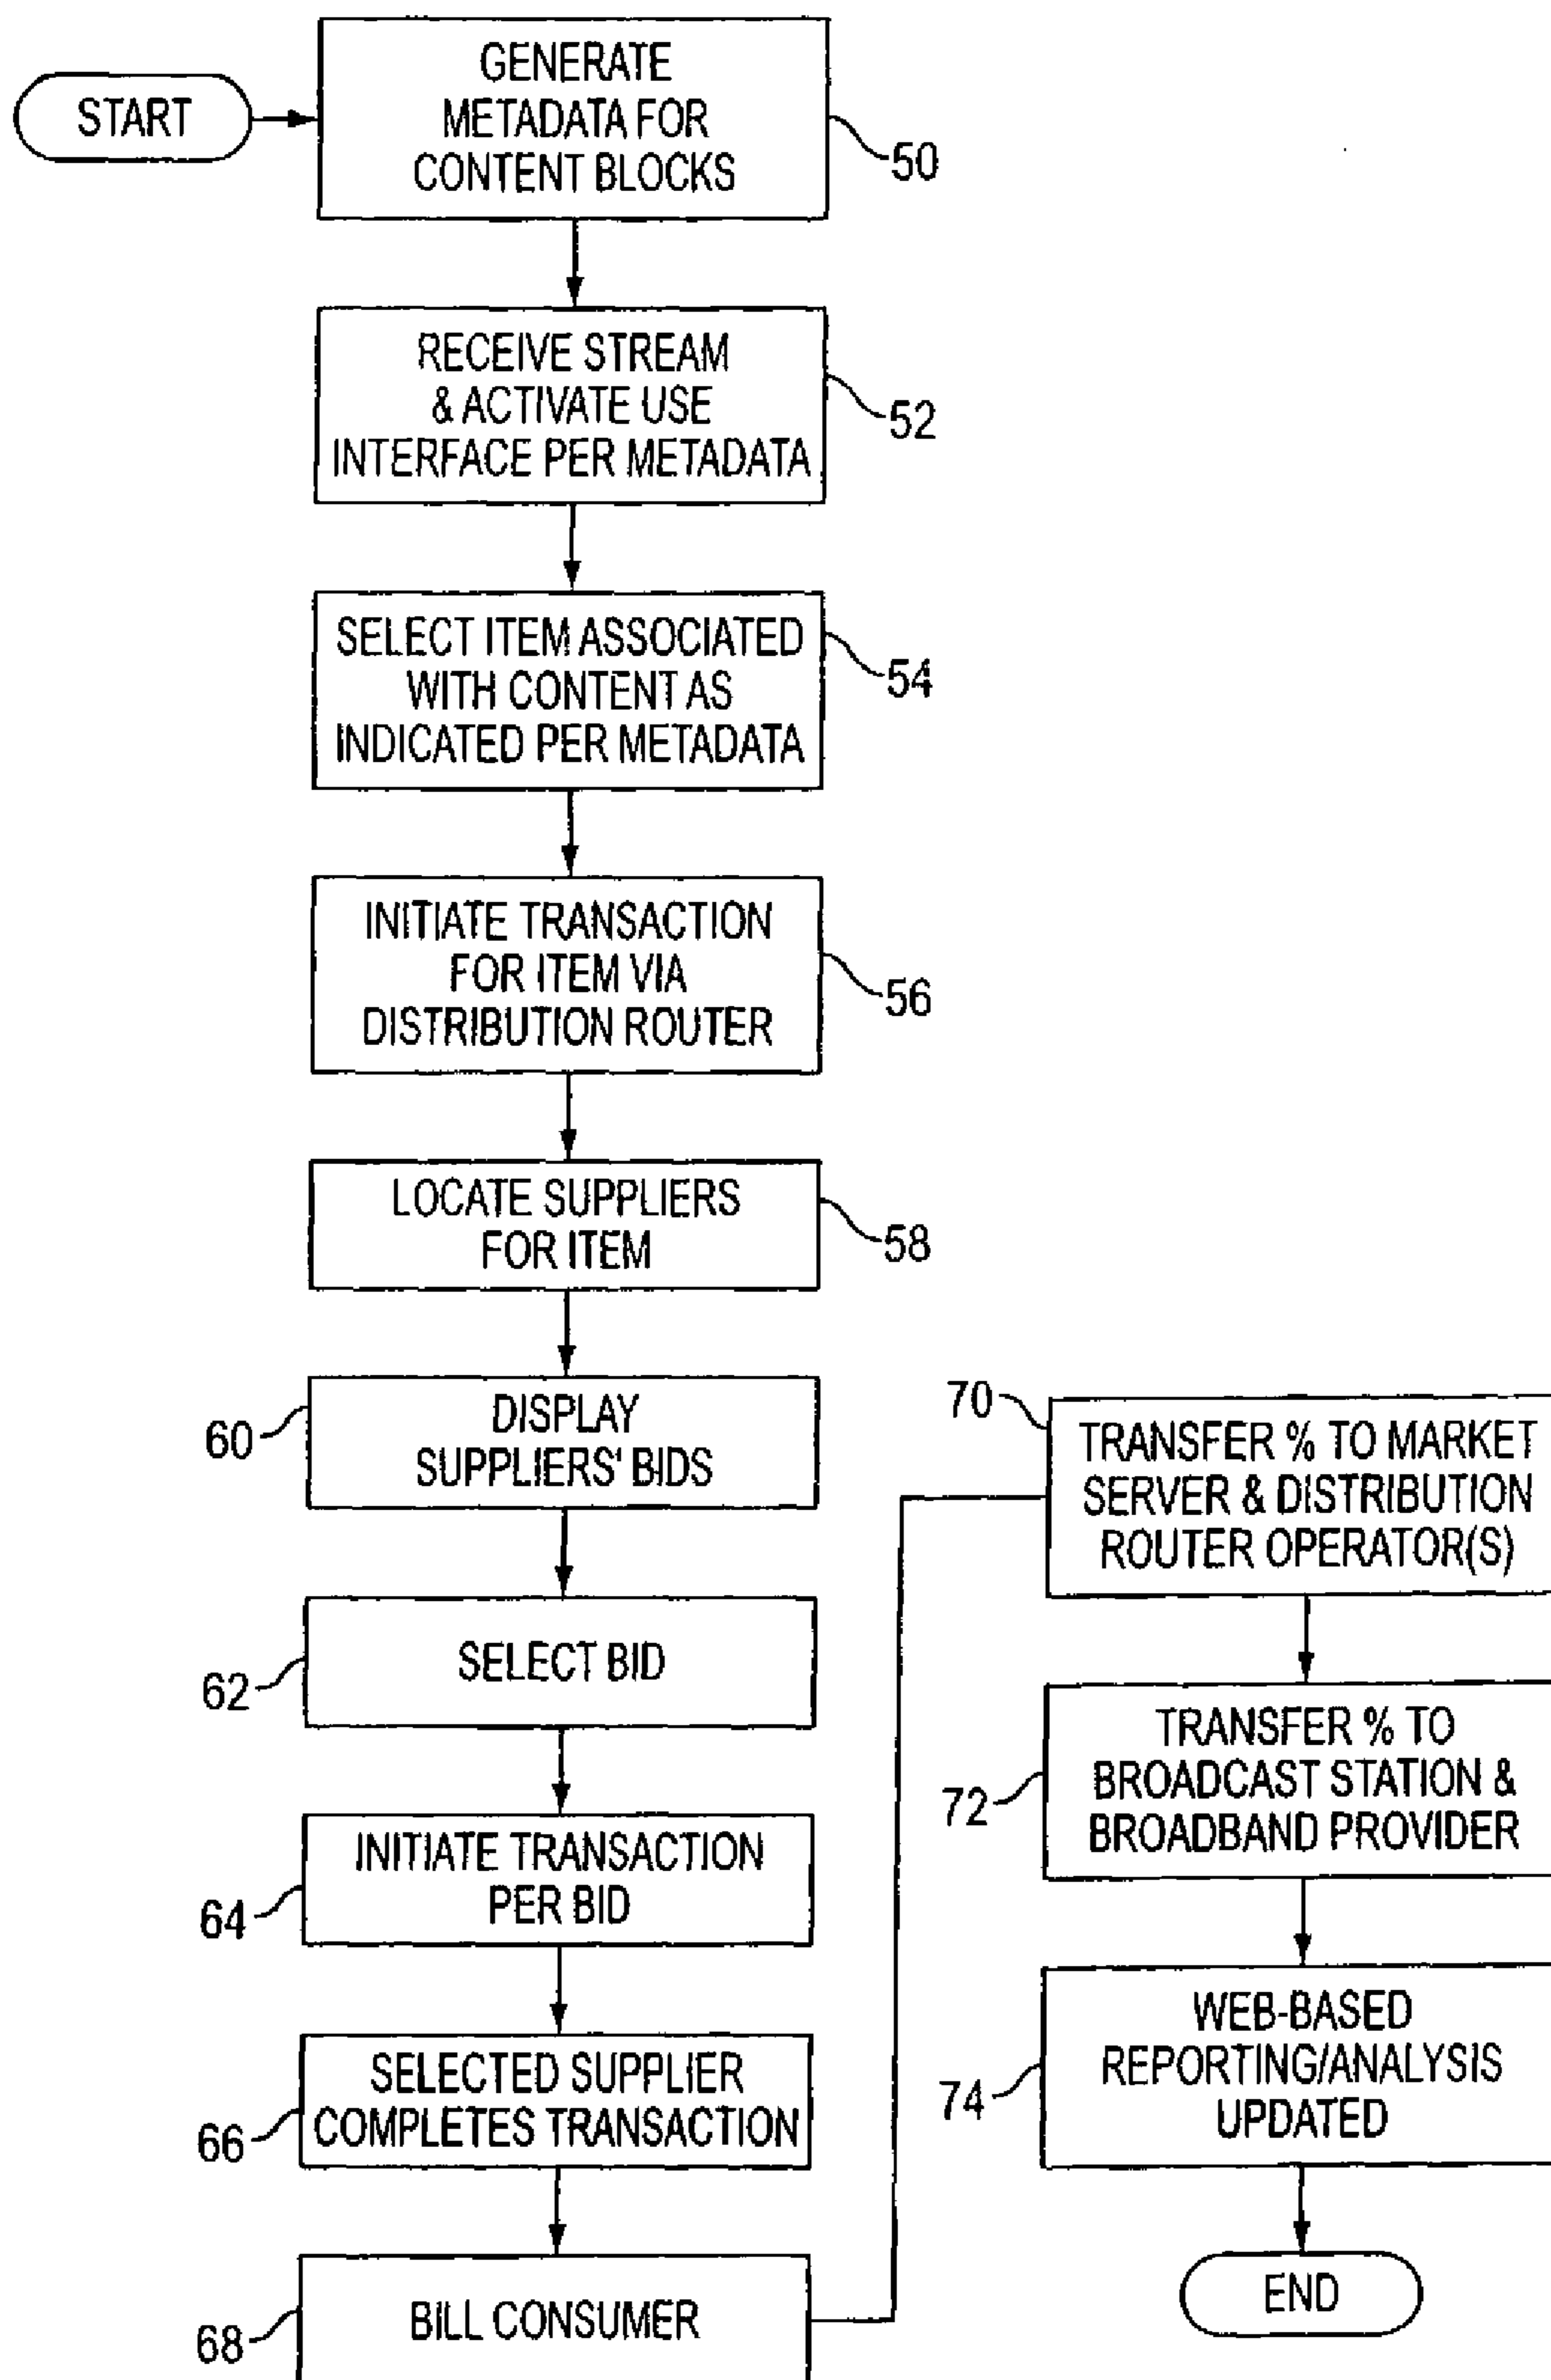 START
GENERATE
METADATA FOR
CONTENT BLOCKS
50
RECEIVE STREAM
& ACTIVATE USE
INTERFACE PER METADATA
52
SELECT ITEM ASSOCIATED
WITH CONTENT AS
INDICATED PER METADATA
54
INITIATE TRANSACTION
FOR ITEM VIA
DISTRIBUTION ROUTER
56
LOCATE SUPPLIERS
FOR ITEM
58
DISPLAY
SUPPLIERS' BIDS
60
SELECT BID
62
INITIATE TRANSACTION
PER BID
64
SELECTED SUPPLIER
COMPLETES TRANSACTION
66
BILL CONSUMER
68
70
TRANSFER % TO MARKET
SERVER & DISTRIBUTION
ROUTER OPERATOR(S)
TRANSFER % TO
BROADCAST STATION &
BROADBAND PROVIDER
72
WEB-BASED
REPORTING/ANALYSIS
UPDATED
74
END